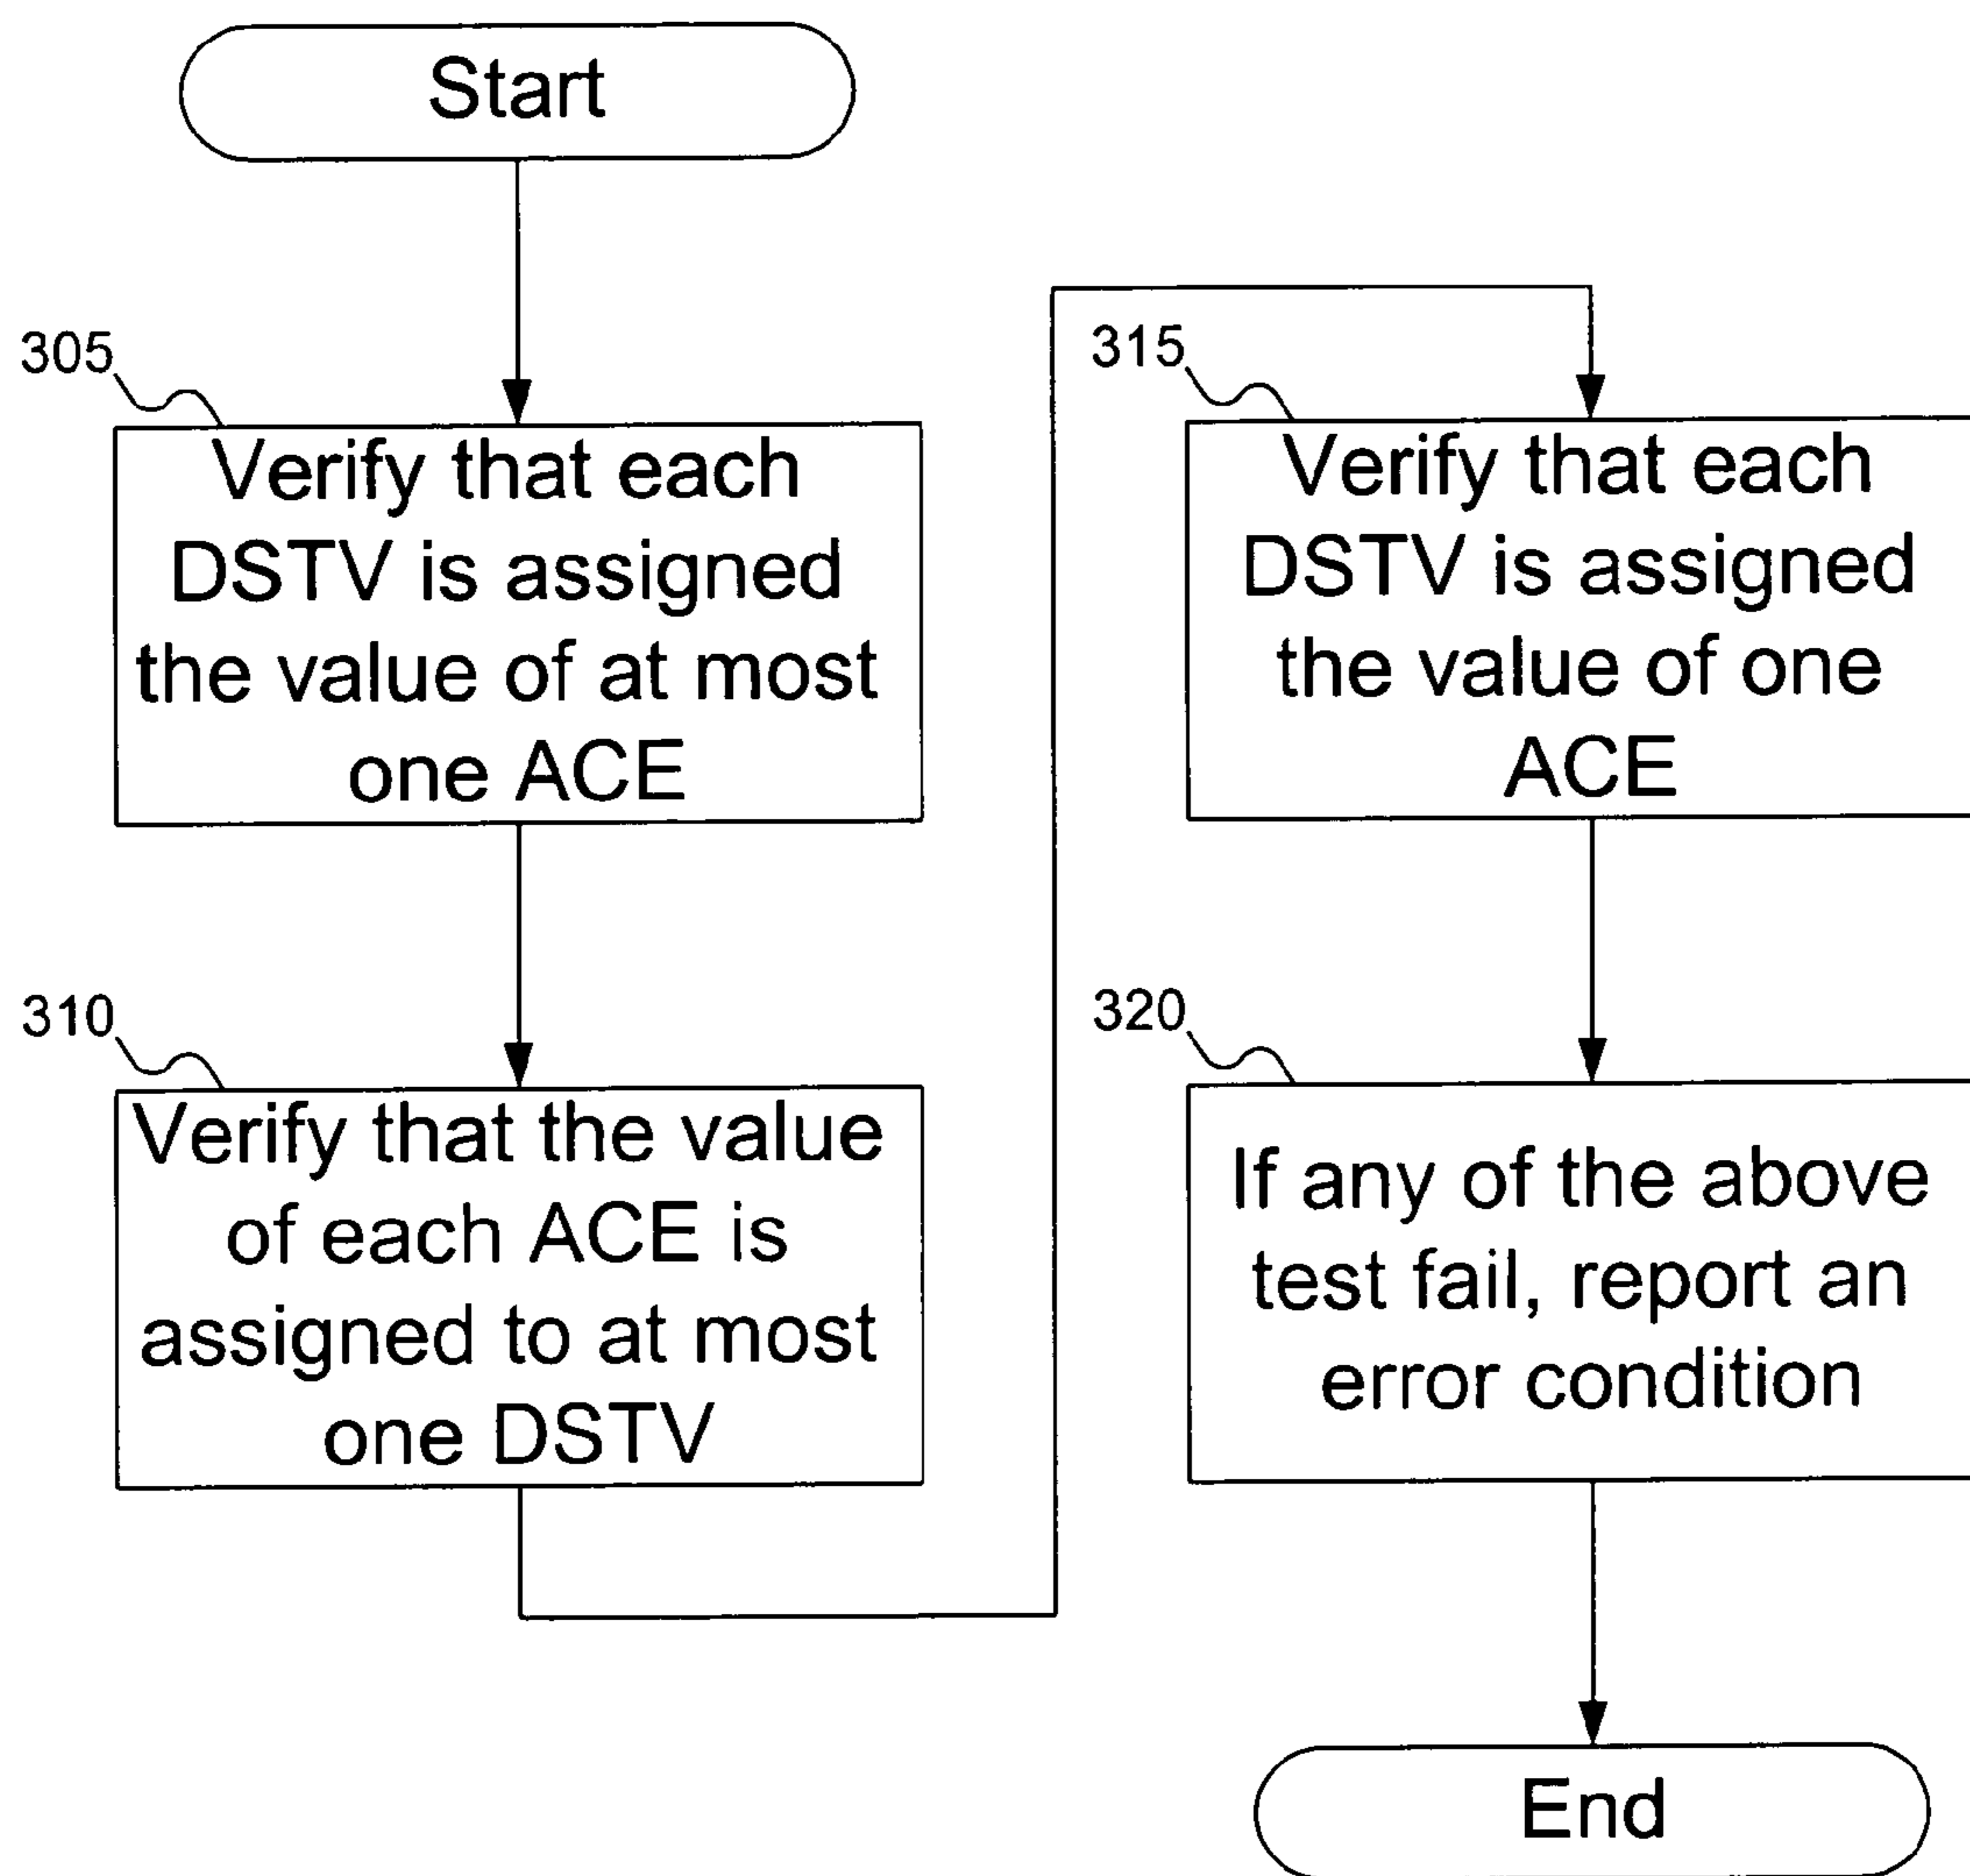 Start
305
Verify that each
DSTV is assigned
the value of at most
one ACE
310
Verify that the value
of each ACE is
assigned to at most
one DSTV
315
Verify that each
DSTV is assigned
the value of one
ACE
320
If any of the above
test fail, report an
error condition
End